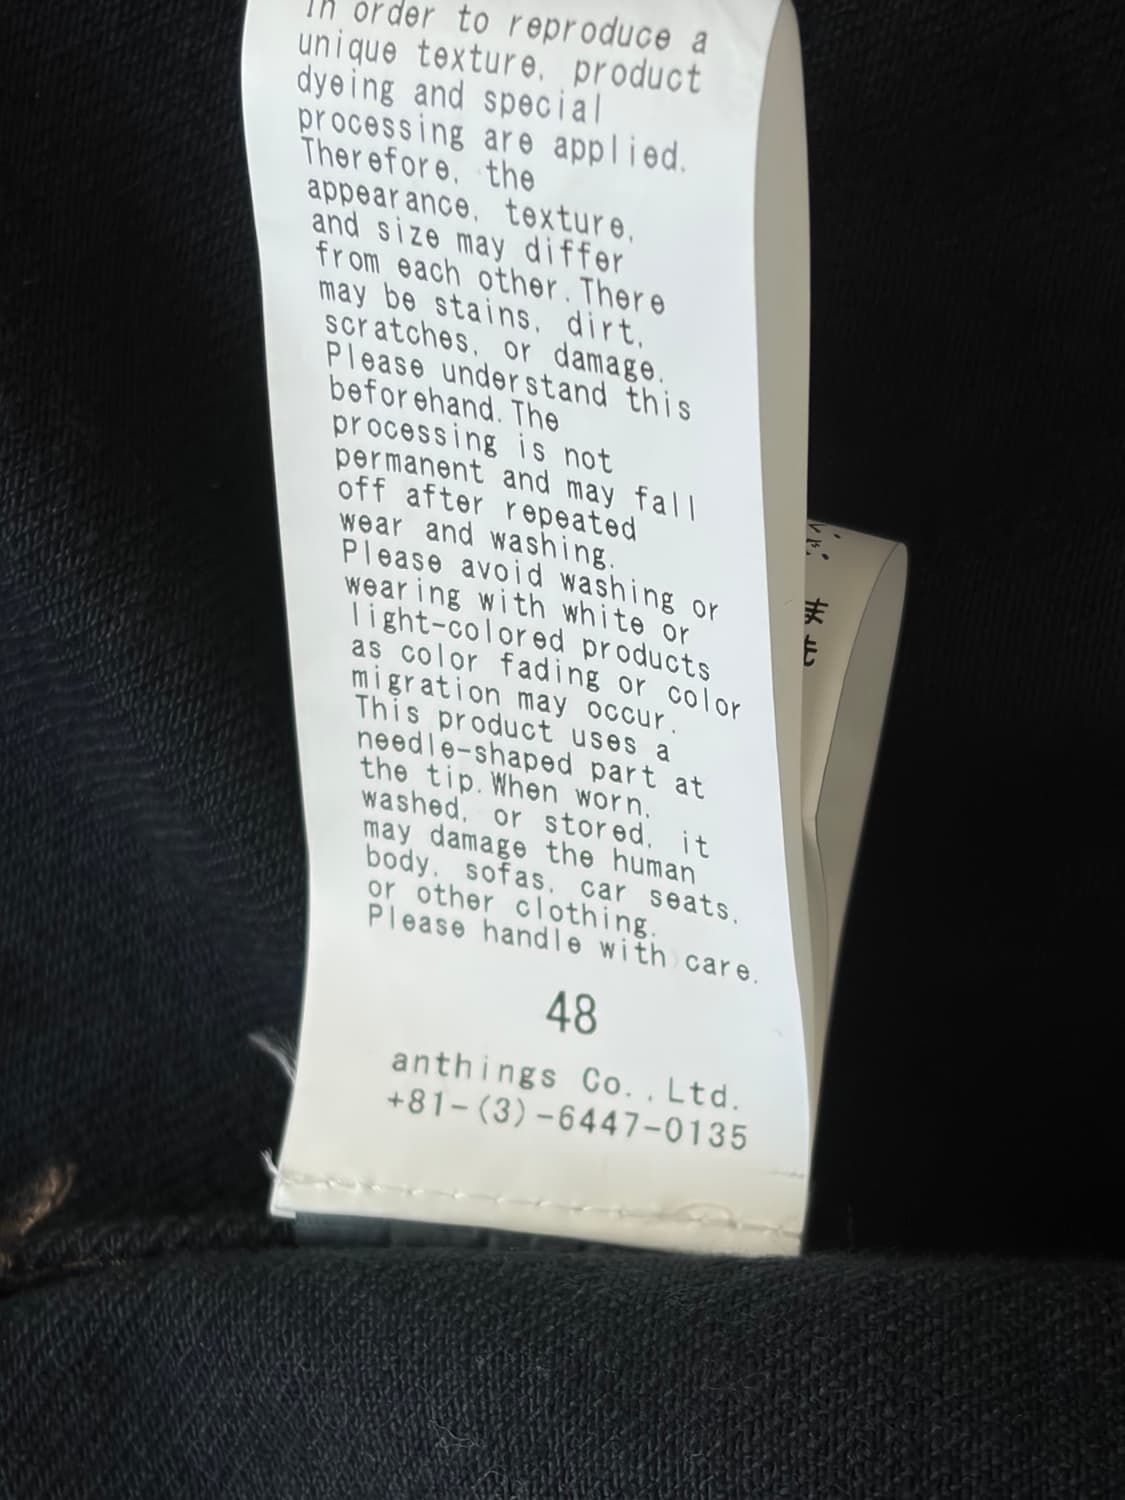 In order to reproduce a
unique texture, product
dyeing and special
processing are applied.
Therefore, the
appearance, texture,
and size may differ
from each other. There
may be stains, dirt,
scratches, or damage.
Please understand this
beforehand. The
processing is not
permanent and may fall
off after repeated
wear and washing.
Please avoid washing or
wearing with white or
light-colored products
as color fading or color
migration may occur.
This product uses a
needle-shaped part at
the tip. When worn,
washed, or stored, it
may damage the human
body, sofas, car seats,
or other clothing.
Please handle with care.
48
anthings Co.,Ltd.
+81-(3)-6447-0135